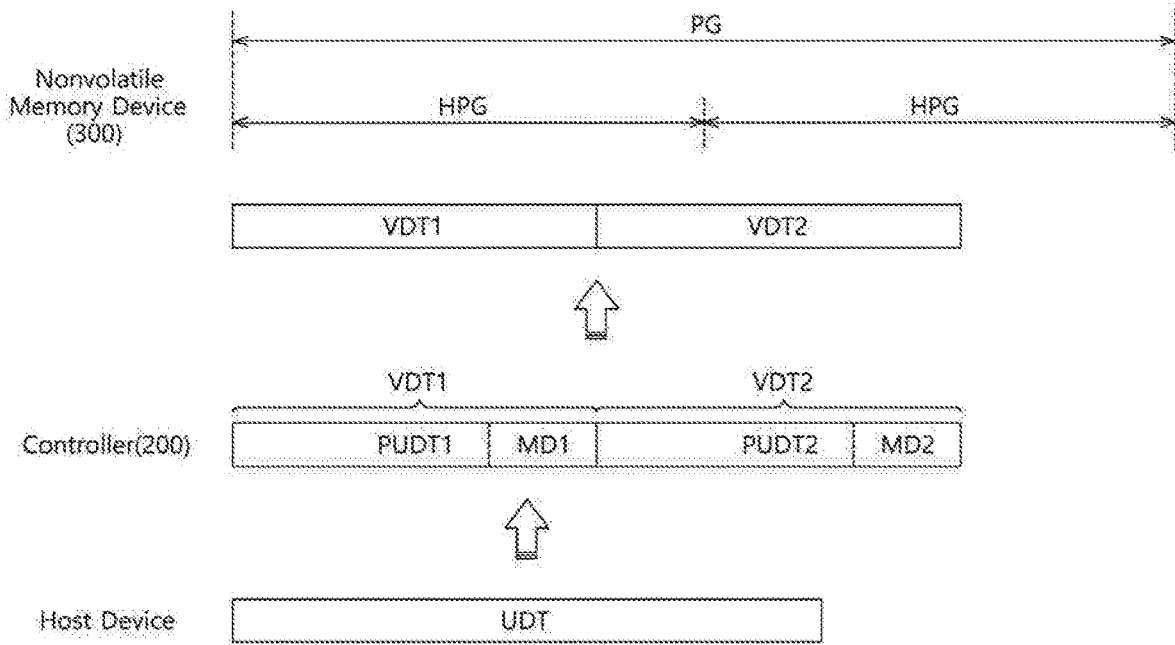 PG
Nonvolatile
Memory Device
(300)
HPG HPG
VDT1 VDT2
VDT1 VDT2
Controller(200) PUDT1 MD1 PUDT2 MD2
Host Device UDT